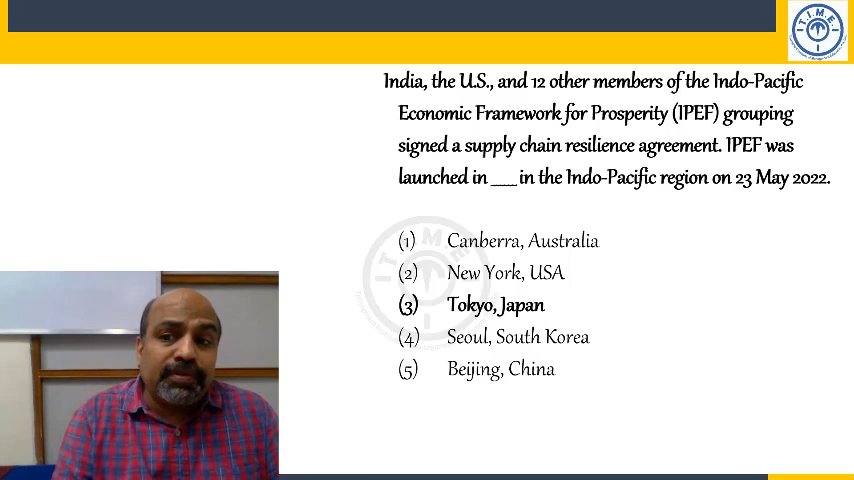 T.I.M.E.
India, the U.S., and 12 other members of the Indo-Pacific
Economic Framework for Prosperity (IPEF) grouping
signed a supply chain resilience agreement. IPEF was
launched in ____ in the Indo-Pacific region on 23 May 2022.
(1) Canberra, Australia
(2) New York, USA
(3) Tokyo, Japan
(4) Seoul, South Korea
(5) Beijing, China